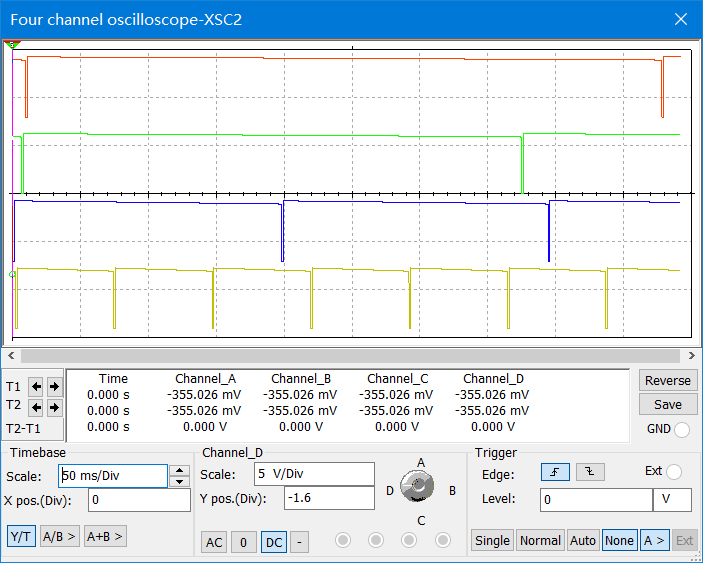 Four channel oscilloscope-XSC2
Time Channel_A Channel_B Channel_C Channel_D
T1 0.000 s -355.026 mV -355.026 mV -355.026 mV -355.026 mV
T2 0.000 s -355.026 mV -355.026 mV -355.026 mV -355.026 mV
T2-T1 0.000 s 0.000 V 0.000 V 0.000 V 0.000 V
Reverse
Save
GND
Timebase
Scale: 50 ms/Div
X pos.(Div): 0
Y/T A/B > A+B >
Channel_D
Scale: 5 V/Div
Y pos.(Div): -1.6
AC 0 DC -
A
D B
C
Trigger
Edge: Ext
Level: 0 V
Single Normal Auto None A > Ext